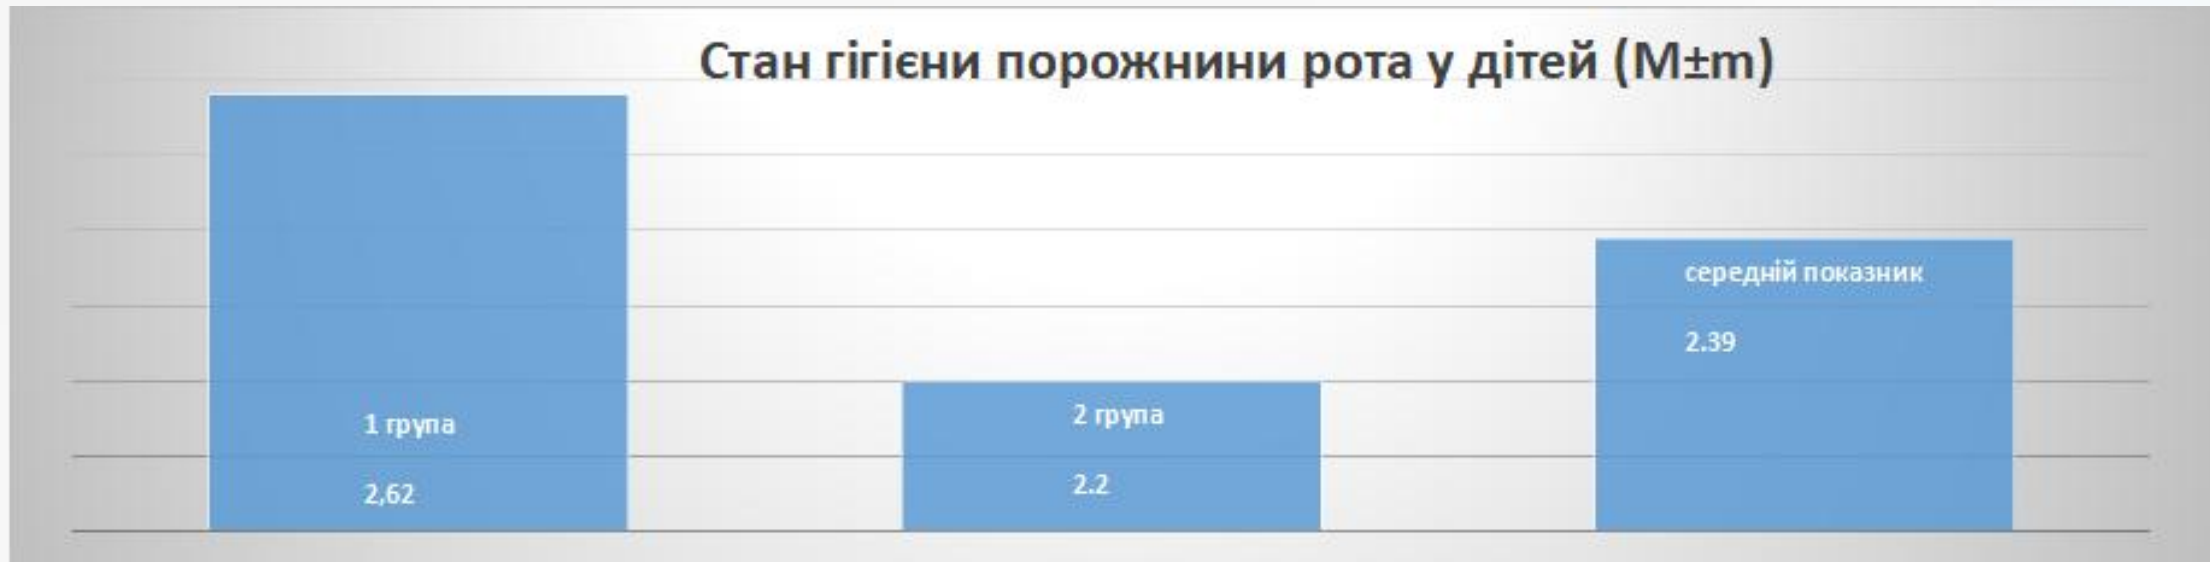 Стан гігієни порожнини рота у дітей (M±m)
1 група
2,62
2 група
2.2
середній показник
2.39